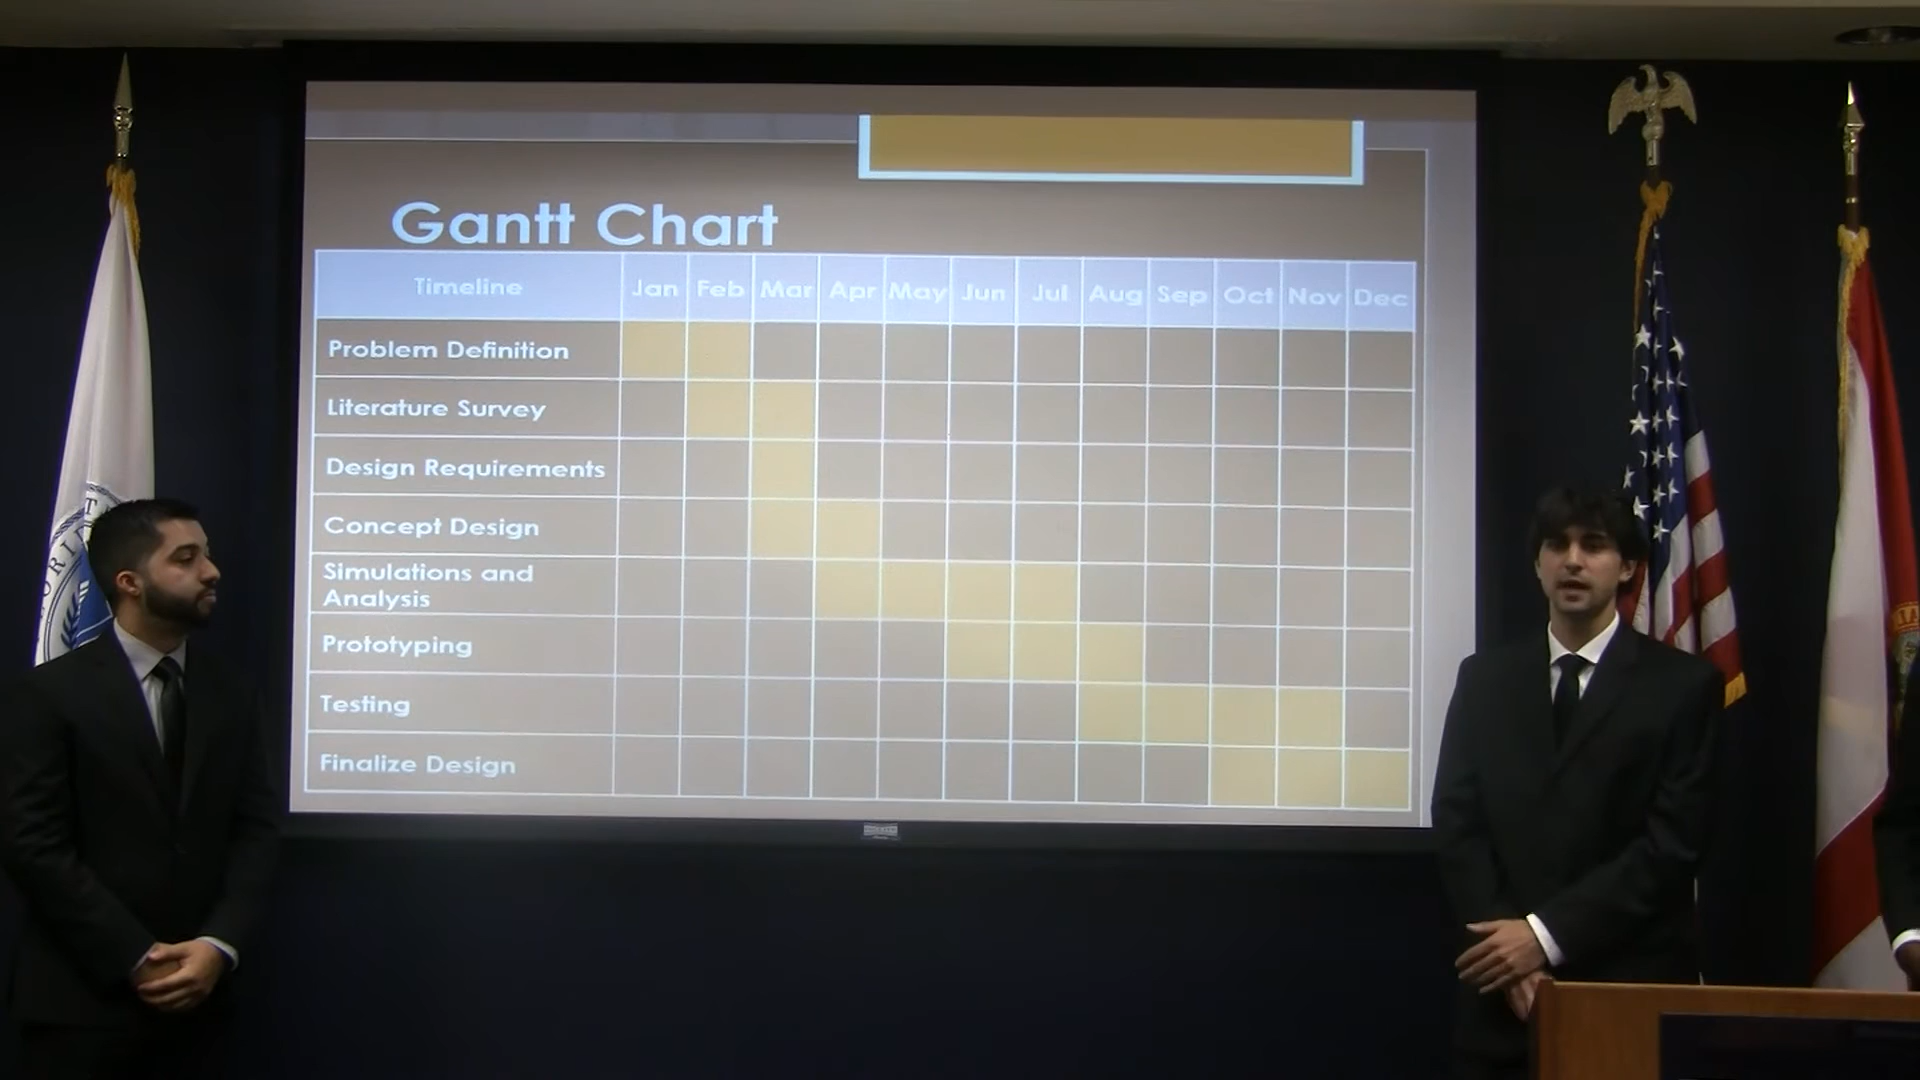 Gantt Chart
Timeline Jan Feb Mar Apr May Jun Jul Aug Sep Oct Nov Dec
Problem Definition
Literature Survey
Design Requirements
Concept Design
Simulations and
Analysis
Prototyping
Testing
Finalize Design